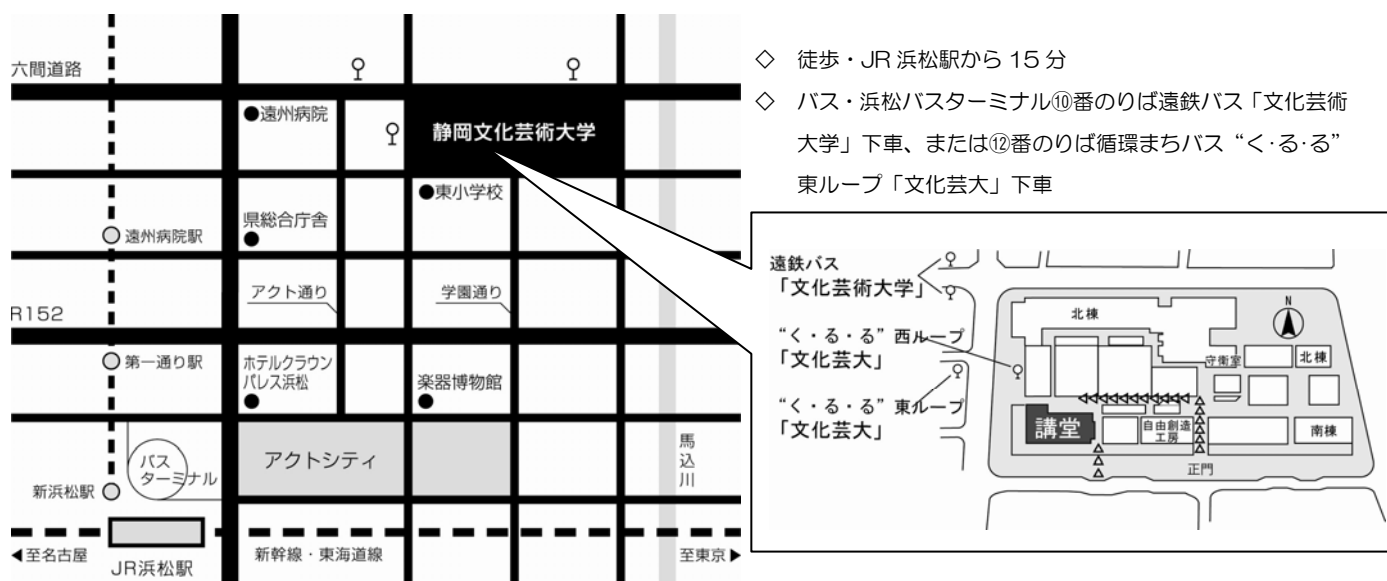 六間道路
●遠州病院
静岡文化芸術大学
●東小学校
県総合庁舎
●
遠州病院駅
アクト通り
学園通り
R152
第一通り駅
ホテルクラウン
パレス浜松
●
楽器博物館
●
バス
ターミナル
アクトシティ
馬込川
新浜松駅
◀至名古屋
JR浜松駅
新幹線・東海道線
至東京▶
◇ 徒歩・JR 浜松駅から 15 分
◇ バス・浜松バスターミナル⑩番のりば遠鉄バス「文化芸術
大学」下車、または⑫番のりば循環まちバス“く・る・る”
東ループ「文化芸大」下車
遠鉄バス
「文化芸術大学」
“く・る・る” 西ループ
「文化芸大」
“く・る・る” 東ループ
「文化芸大」
北棟
N
守衛室
北棟
講堂
自由創造
工房
南棟
正門